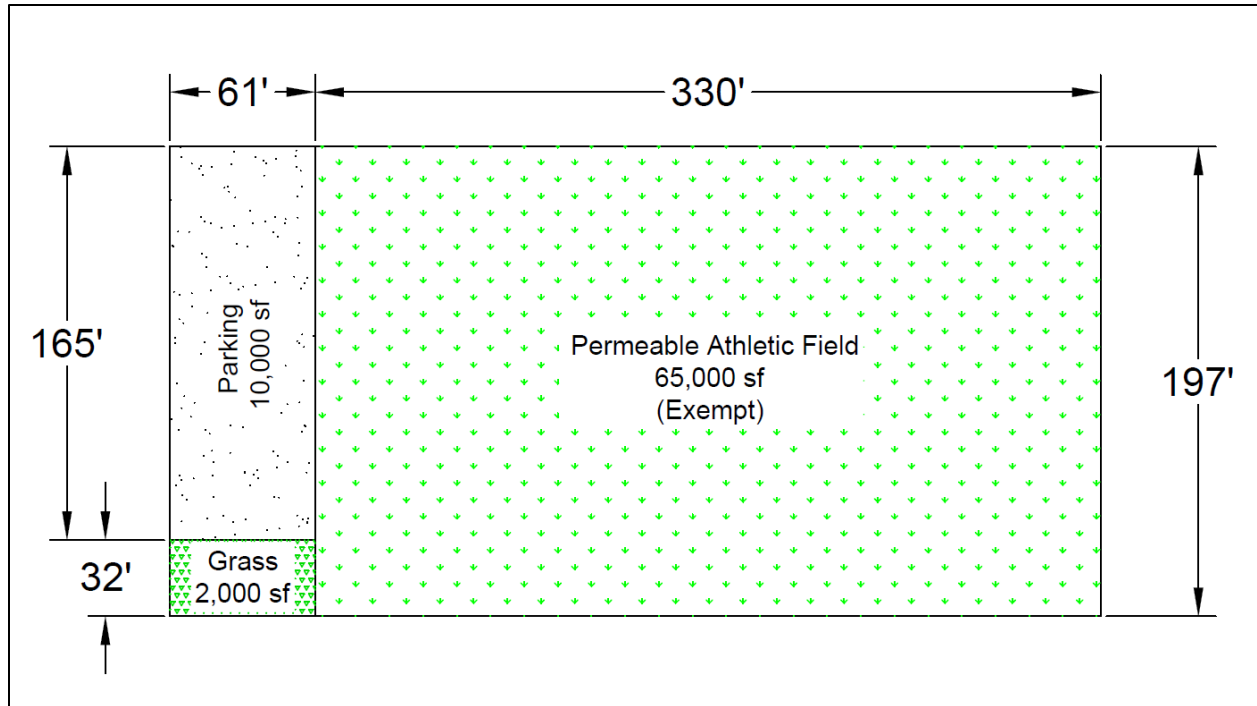 61'
330'
165'
Parking
10,000 sf
Permeable Athletic Field
65,000 sf
(Exempt)
197'
32'
Grass
2,000 sf